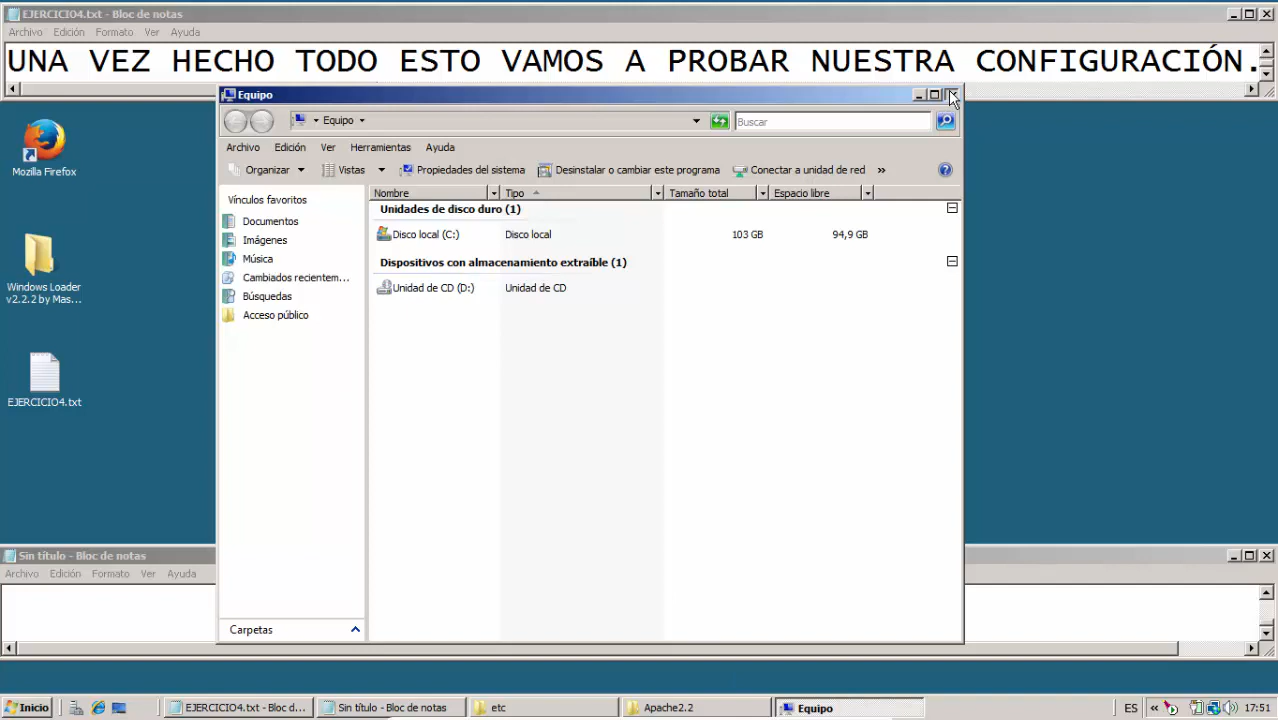 EJERCICIO4.txt - Bloc de notas
Archivo Edición Formato Ver Ayuda
UNA VEZ HECHO TODO ESTO VAMOS A PROBAR NUESTRA CONFIGURACIÓN.
Equipo
Equipo
Buscar
Archivo Edición Ver Herramientas Ayuda
Organizar Vistas Propiedades del sistema Desinstalar o cambiar este programa Conectar a unidad de red »
Vínculos favoritos
Documentos
Imágenes
Música
Cambiados recientem...
Búsquedas
Acceso público
Carpetas
Nombre Tipo Tamaño total Espacio libre
Unidades de disco duro (1)
Disco local (C:) Disco local 103 GB 94,9 GB
Dispositivos con almacenamiento extraíble (1)
Unidad de CD (D:) Unidad de CD
Mozilla Firefox
Windows Loader
v2.2.2 by Mas...
EJERCICIO4.txt
Sin título - Bloc de notas
Archivo Edición Formato Ver Ayuda
Inicio EJERCICIO4.txt - Bloc d... Sin título - Bloc de notas etc Apache2.2 Equipo ES « 17:51